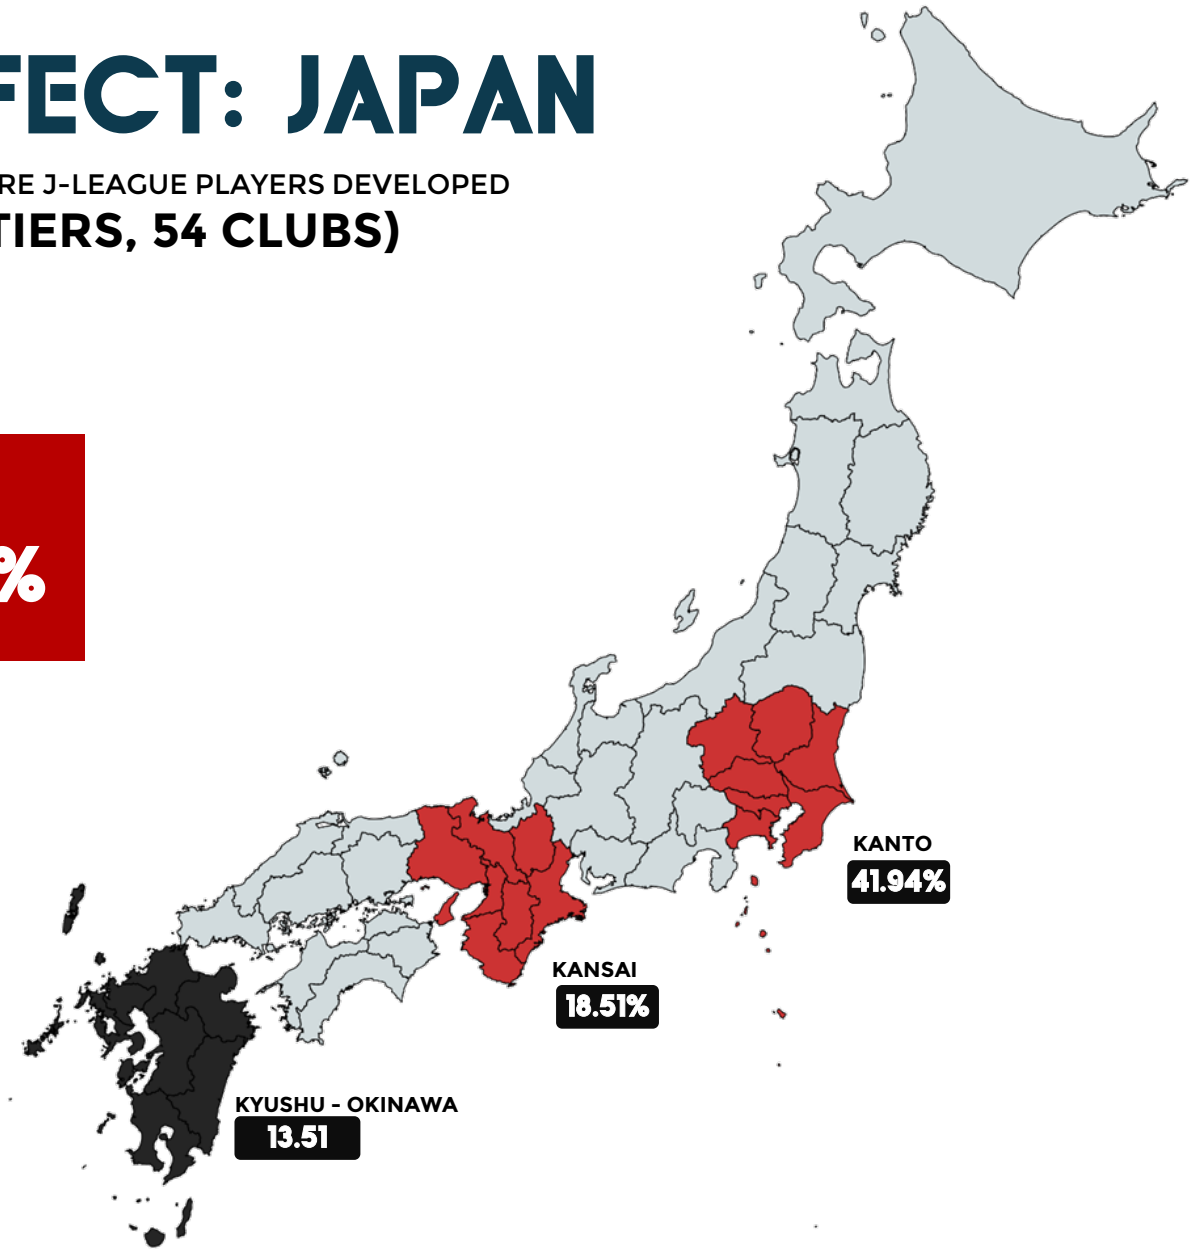 FECT: JAPAN
RE J-LEAGUE PLAYERS DEVELOPED
TIERS, 54 CLUBS)
%
KANTO
41.94%
KANSAI
18.51%
KYUSHU - OKINAWA
13.51